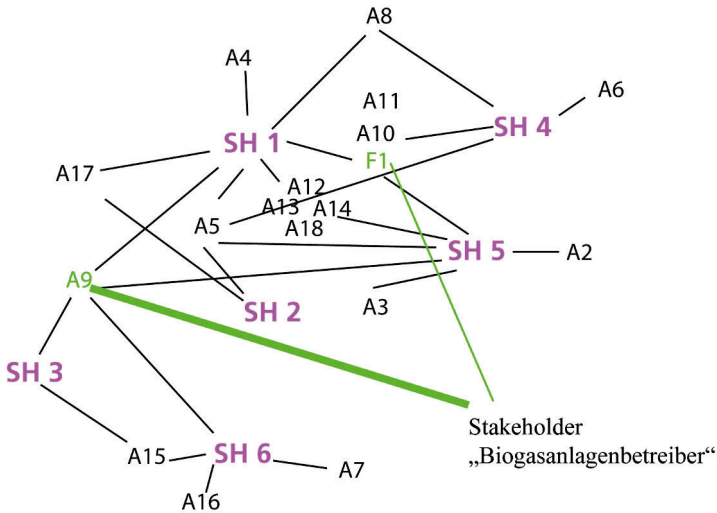 A8
A4
A6
A11
SH 4
A10
SH 1
F1
A17
A12
A13
A14
A5
A18
SH 5
A2
A9
A3
SH 2
SH 3
Stakeholder
„Biogasanlagenbetreiber“
A15
SH 6
A7
A16